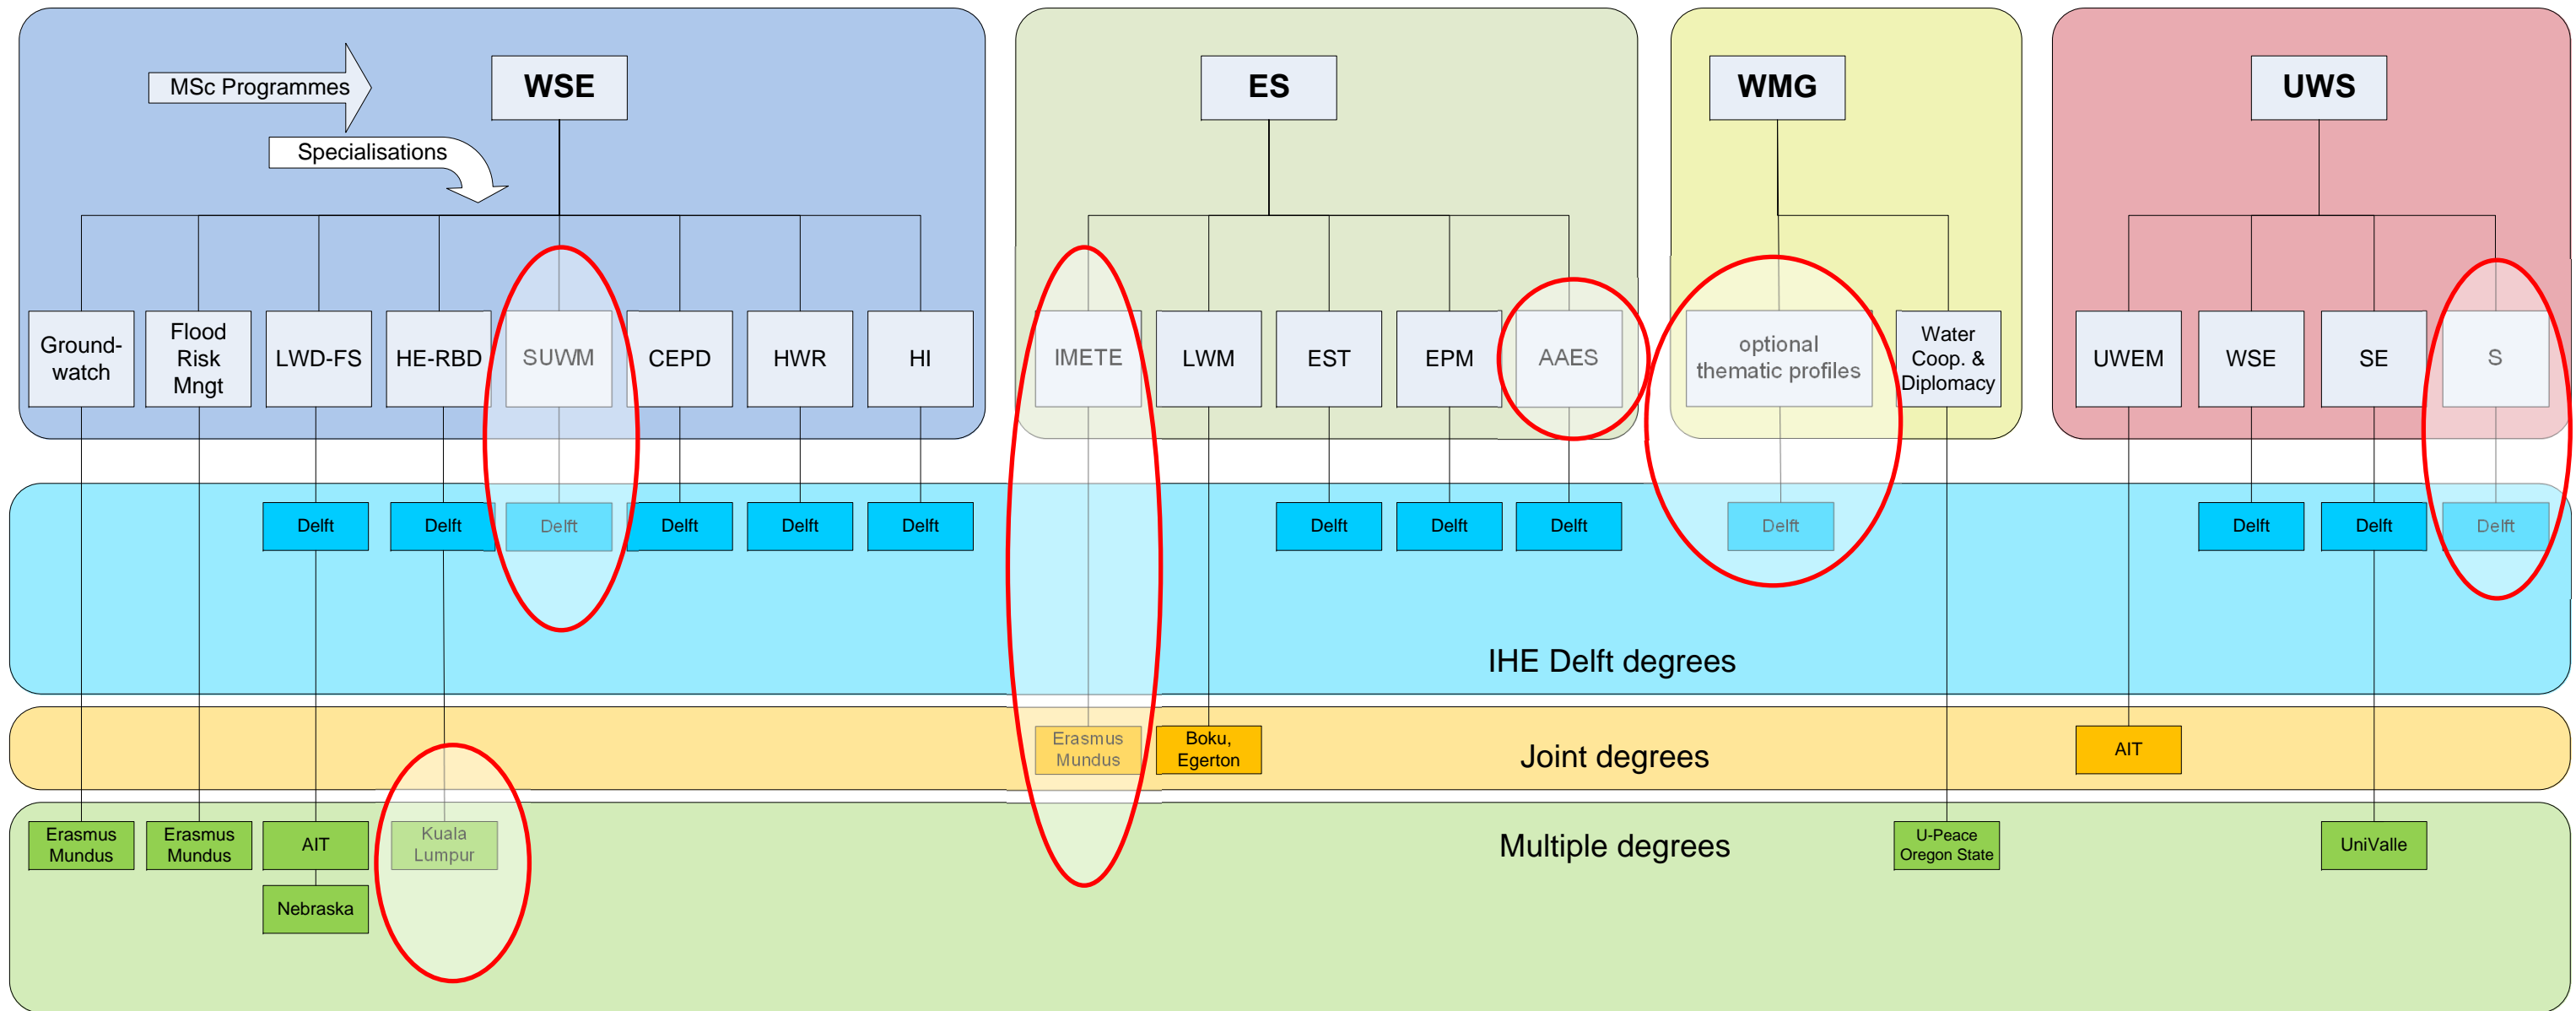 WSE
ES
WMG
UWS
MSc Programmes
Specialisations
Ground-
watch
Flood
Risk
Mngt
LWD-FS
HE-RBD
SUWM
CEPD
HWR
HI
IMETE
LWM
EST
EPM
AAES
optional
thematic profiles
Water
Coop. &
Diplomacy
UWEM
WSE
SE
S
Delft
Delft
Delft
Delft
Delft
Delft
Delft
Delft
Delft
Delft
Delft
Delft
Delft
IHE Delft degrees
Erasmus
Mundus
Boku,
Egerton
Joint degrees
AIT
Erasmus
Mundus
Erasmus
Mundus
AIT
Kuala
Lumpur
Multiple degrees
U-Peace
Oregon State
UniValle
Nebraska